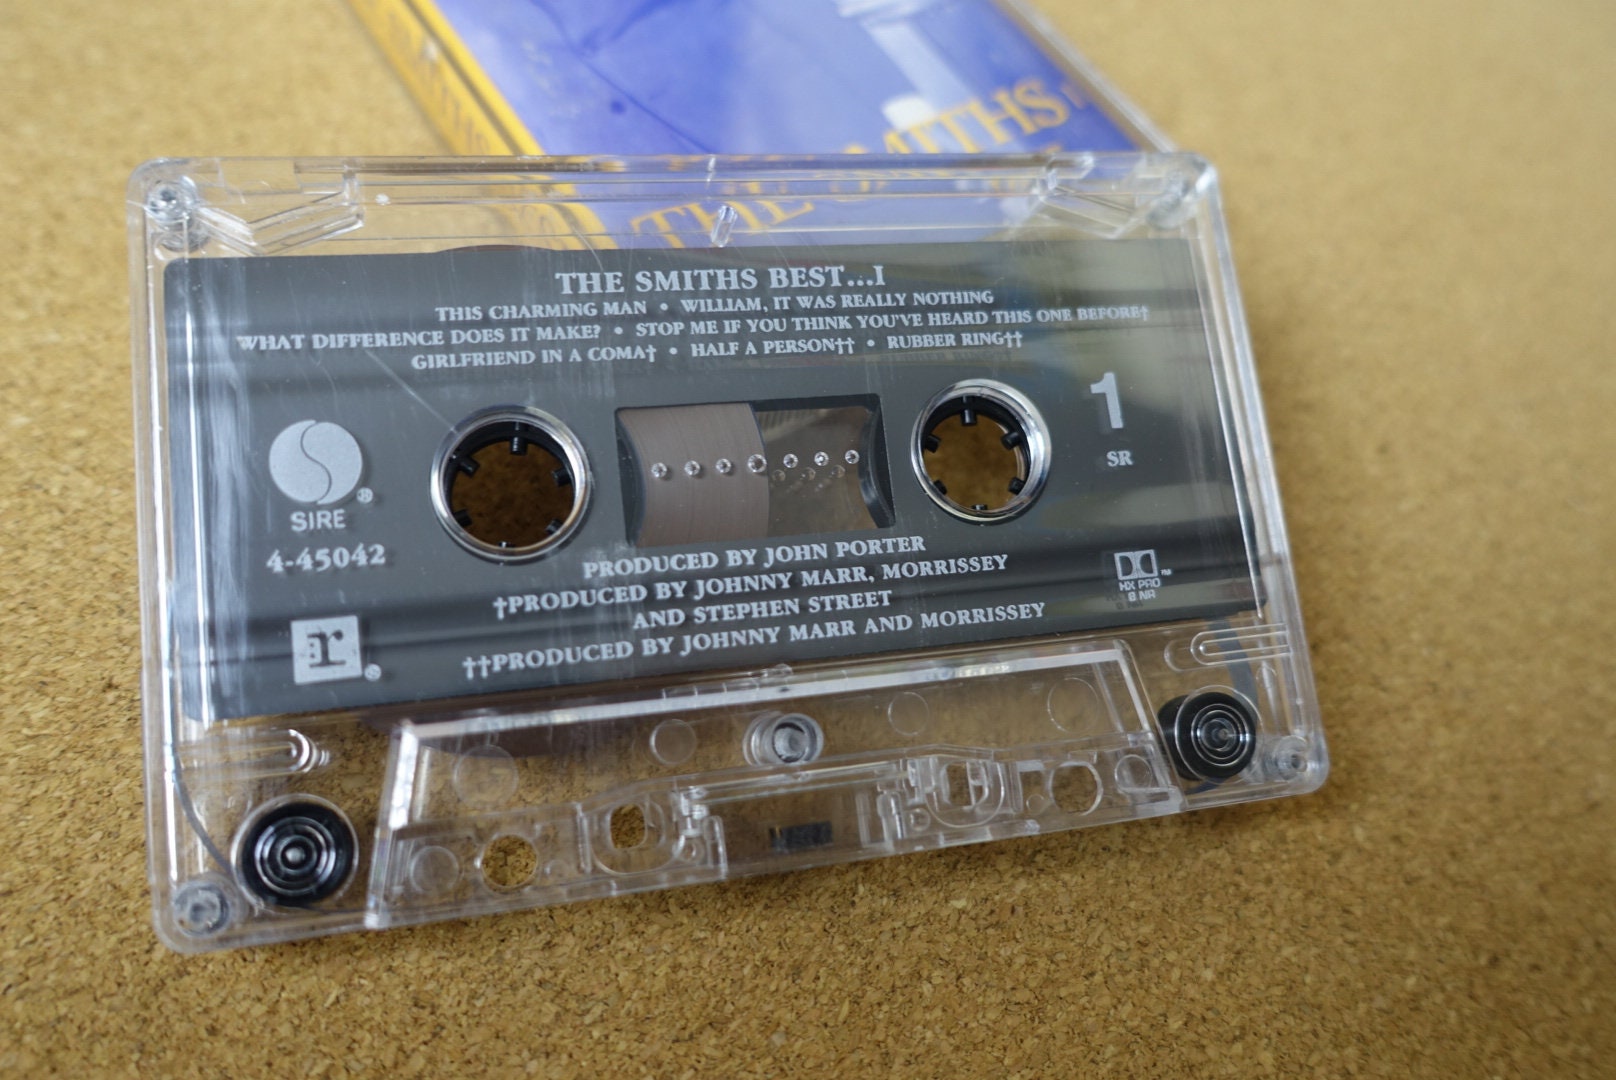 THE SMITHS
THE SMITHS BEST...I
THIS CHARMING MAN • WILLIAM, IT WAS REALLY NOTHING
WHAT DIFFERENCE DOES IT MAKE? • STOP ME IF YOU THINK YOU'VE HEARD THIS ONE BEFORE†
GIRLFRIEND IN A COMA† • HALF A PERSON†† • RUBBER RING††
1
SR
SIRE®
4-45042
r®
PRODUCED BY JOHN PORTER
†PRODUCED BY JOHNNY MARR, MORRISSEY
AND STEPHEN STREET
††PRODUCED BY JOHNNY MARR AND MORRISSEY
HX PRO
B NR